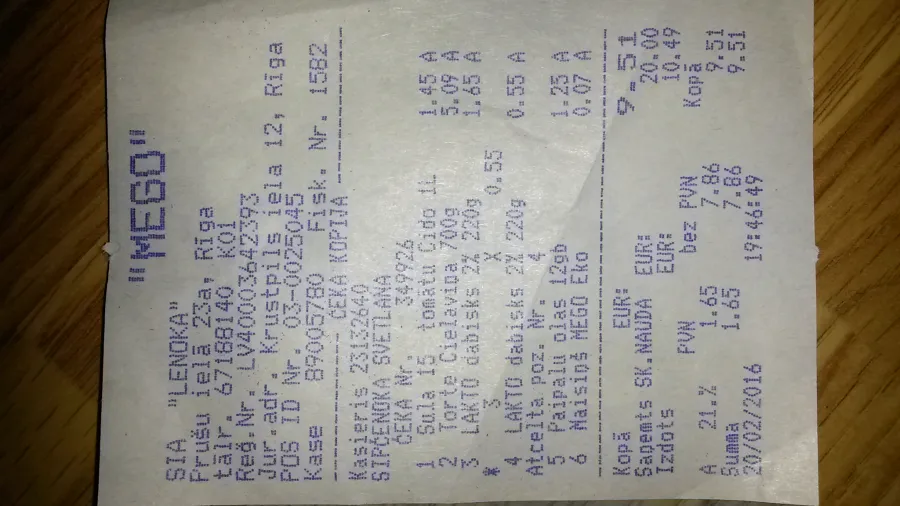 "MEGO"
SIA "LENOKA"
Prušu ielā 23a, Rīga
tālr. 67188140 K01
Reģ.Nr. LV40003642393
Jur.adr. Krustpils iela 12, Rīga
POS ID Nr. 03-0025045
Kase 89005780 Fisk. Nr. 1582
ČEKA KOPIJA
Kasieris 23132640
SIPČENOKA SVETLANA
ČEKA Nr 349926
1 Sula 15 tomātu Cido 1L 1.45 A
2 Torte Cielaviņa 700g 5.09 A
3 LAKTO dabisks 2% 220g 1.65 A
* 3 X 0.55
4 LAKTO dabisks 2% 220g 0.55 A
Atcelta poz. Nr. 4
5 Paipalu olas 12gb 1.25 A
6 Maisiņš MEGO Eko 0.07 A
Kopā EUR: 9.51
Saņemts SK.NAUDA EUR: 20.00
Izdots EUR: 10.49
PVN bez PVN Kopā
A 21.% 1.65 7.86 9.51
Summa 1.65 7.86 9.51
20/02/2016 19:46:49